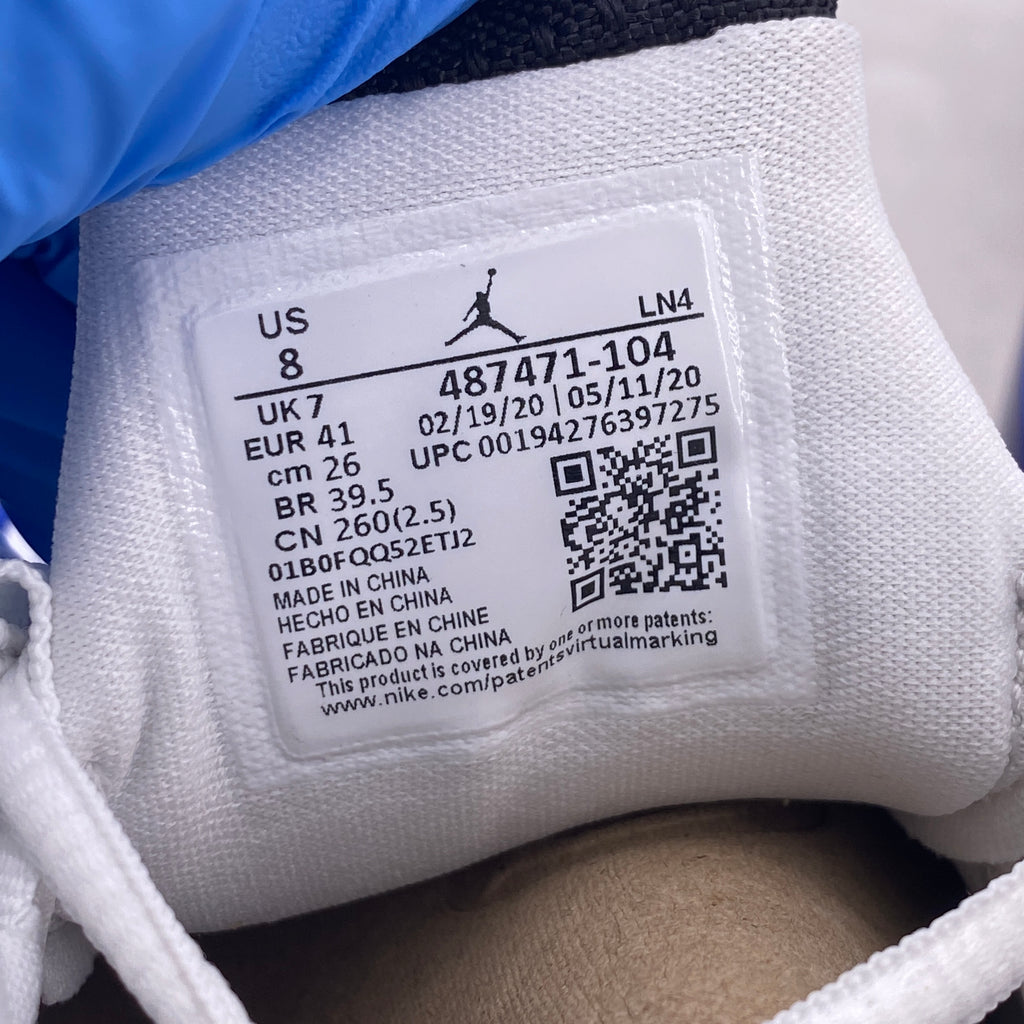 US
8
LN4
UK 7
487471-104
EUR 41
02/19/20 | 05/11/20
cm 26
UPC 00194276397275
BR 39.5
CN 260(2.5)
01B0FQQ52ETJ2
MADE IN CHINA
HECHO EN CHINA
FABRIQUE EN CHINE
FABRICADO NA CHINA
This product is covered by one or more patents:
www.nike.com/patentsvirtualmarking